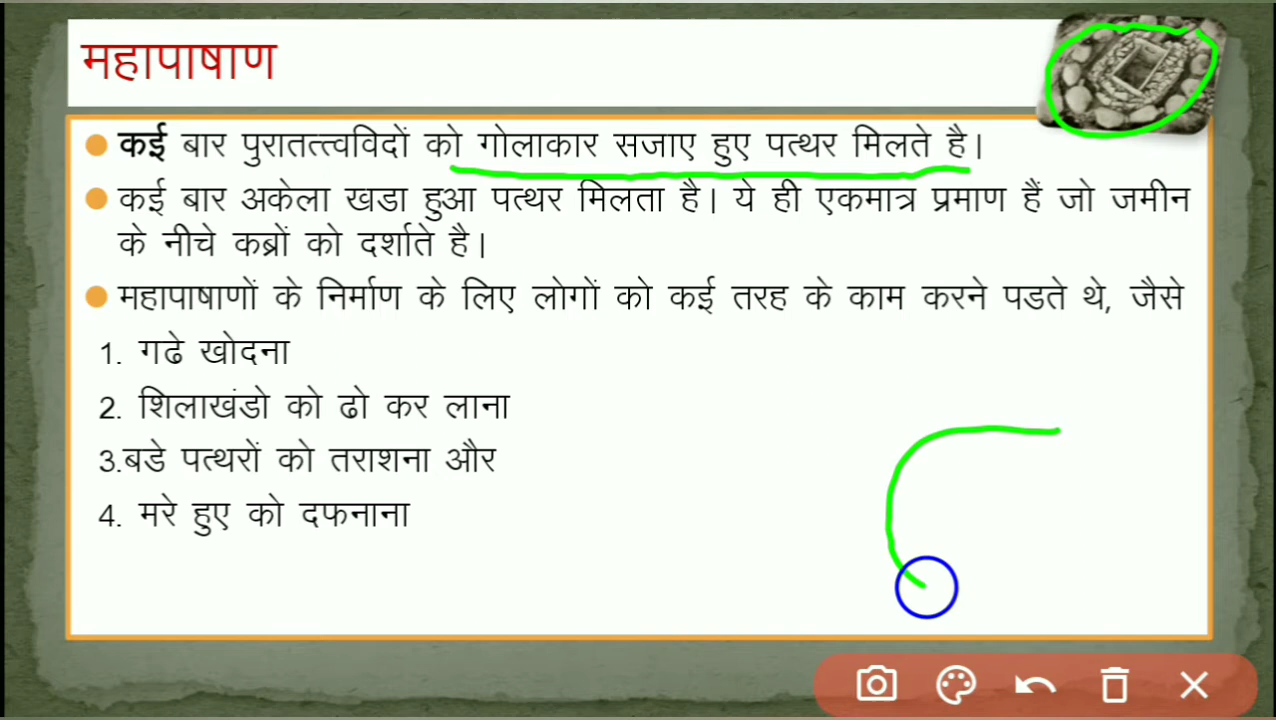 महापाषाण
कई बार पुरातत्त्वविदों को गोलाकार सजाए हुए पत्थर मिलते है।
कई बार अकेला खडा हुआ पत्थर मिलता है। ये ही एकमात्र प्रमाण हैं जो जमीन
के नीचे कब्रों को दर्शाते है।
महापाषाणों के निर्माण के लिए लोगों को कई तरह के काम करने पडते थे, जैसे
1. गढे खोदना
2. शिलाखंडो को ढो कर लाना
3.बडे पत्थरों को तराशना और
4. मरे हुए को दफनाना